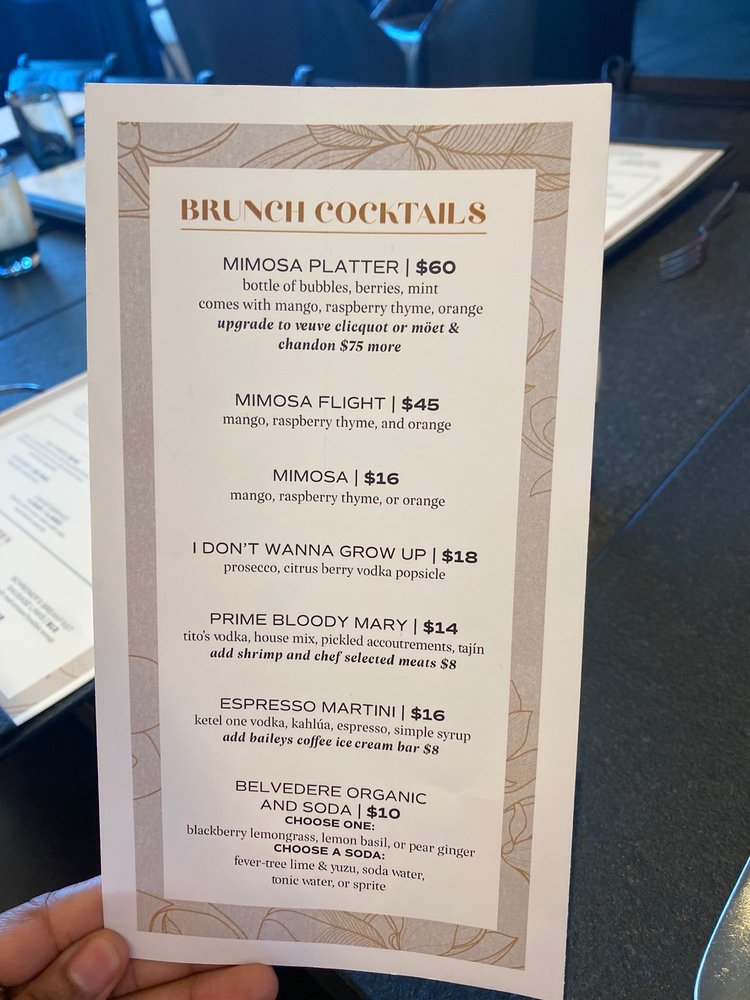 BRUNCH COCKTAILS
MIMOSA PLATTER | $60
bottle of bubbles, berries, mint
comes with mango, raspberry thyme, orange
upgrade to veuve clicquot or möet &
chandon $75 more
MIMOSA FLIGHT | $45
mango, raspberry thyme, and orange
MIMOSA | $16
mango, raspberry thyme, or orange
I DON'T WANNA GROW UP | $18
prosecco, citrus berry vodka popsicle
PRIME BLOODY MARY | $14
tito's vodka, house mix, pickled accoutrements, tajín
add shrimp and chef selected meats $8
ESPRESSO MARTINI | $16
ketel one vodka, kahlúa, espresso, simple syrup
add baileys coffee ice cream bar $8
BELVEDERE ORGANIC
AND SODA | $10
CHOOSE ONE:
blackberry lemongrass, lemon basil, or pear ginger
CHOOSE A SODA:
fever-tree lime & yuzu, soda water,
tonic water, or sprite